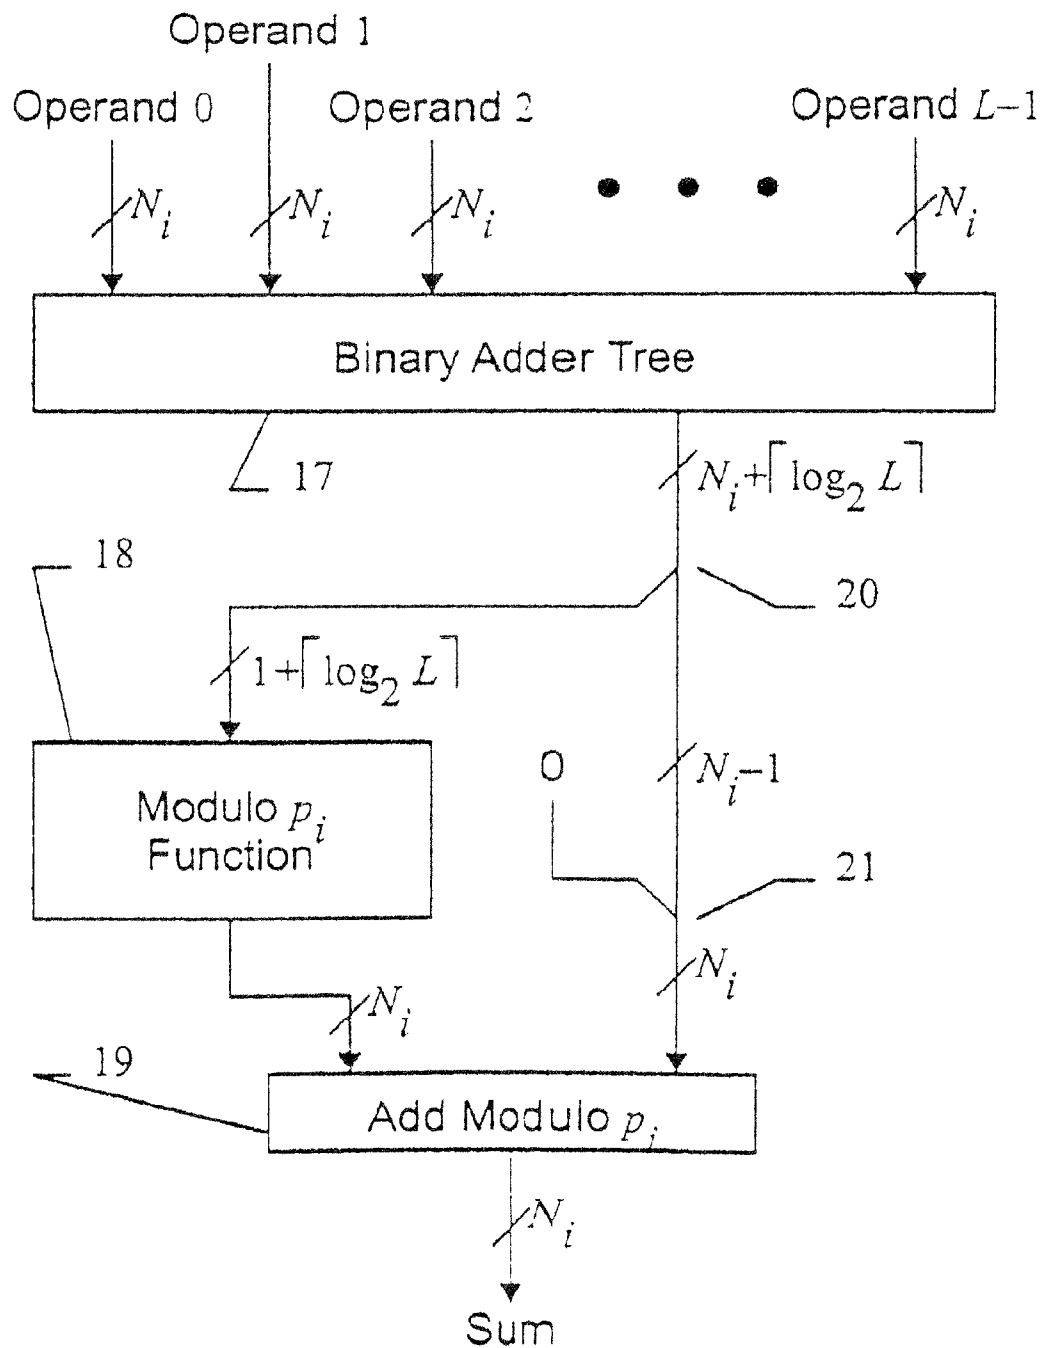 Operand 1
Operand 0
Operand 2
Operand L−1
N_i
N_i
N_i
N_i
Binary Adder Tree
17
N_i+⌈log_2 L⌉
18
20
1+⌈log_2 L⌉
0
N_i−1
Modulo p_i
Function
21
N_i
N_i
19
Add Modulo p_i
N_i
Sum